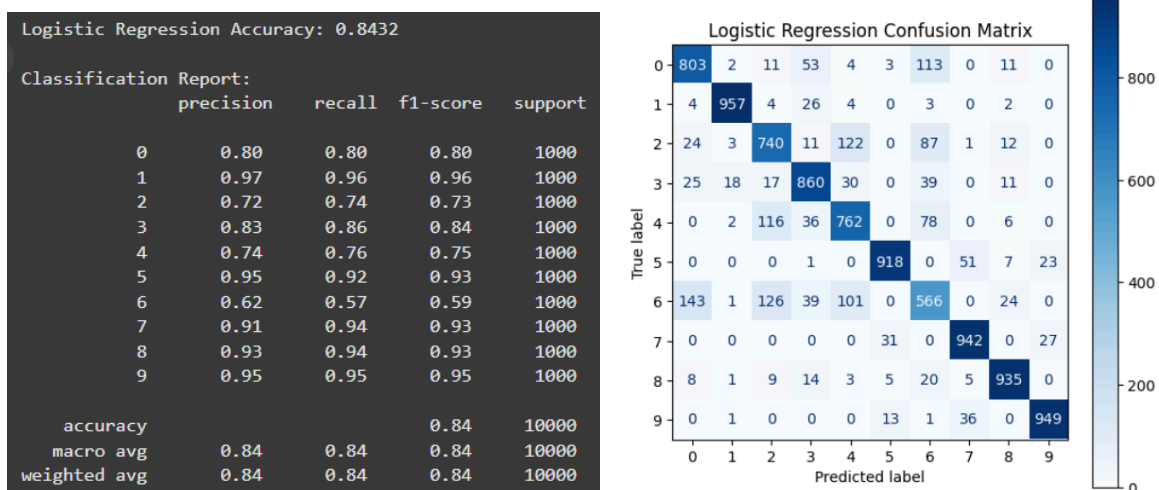 Logistic Regression Accuracy: 0.8432
Classification Report:
precision recall f1-score support
0 0.80 0.80 0.80 1000
1 0.97 0.96 0.96 1000
2 0.72 0.74 0.73 1000
3 0.83 0.86 0.84 1000
4 0.74 0.76 0.75 1000
5 0.95 0.92 0.93 1000
6 0.62 0.57 0.59 1000
7 0.91 0.94 0.93 1000
8 0.93 0.94 0.93 1000
9 0.95 0.95 0.95 1000
accuracy 0.84 10000
macro avg 0.84 0.84 0.84 10000
weighted avg 0.84 0.84 0.84 10000
Logistic Regression Confusion Matrix
True label
0 803 2 11 53 4 3 113 0 11 0
1 4 957 4 26 4 0 3 0 2 0
2 24 3 740 11 122 0 87 1 12 0
3 25 18 17 860 30 0 39 0 11 0
4 0 2 116 36 762 0 78 0 6 0
5 0 0 0 1 0 918 0 51 7 23
6 143 1 126 39 101 0 566 0 24 0
7 0 0 0 0 0 31 0 942 0 27
8 8 1 9 14 3 5 20 5 935 0
9 0 1 0 0 0 13 1 36 0 949
0 1 2 3 4 5 6 7 8 9
Predicted label
800
600
400
200
0